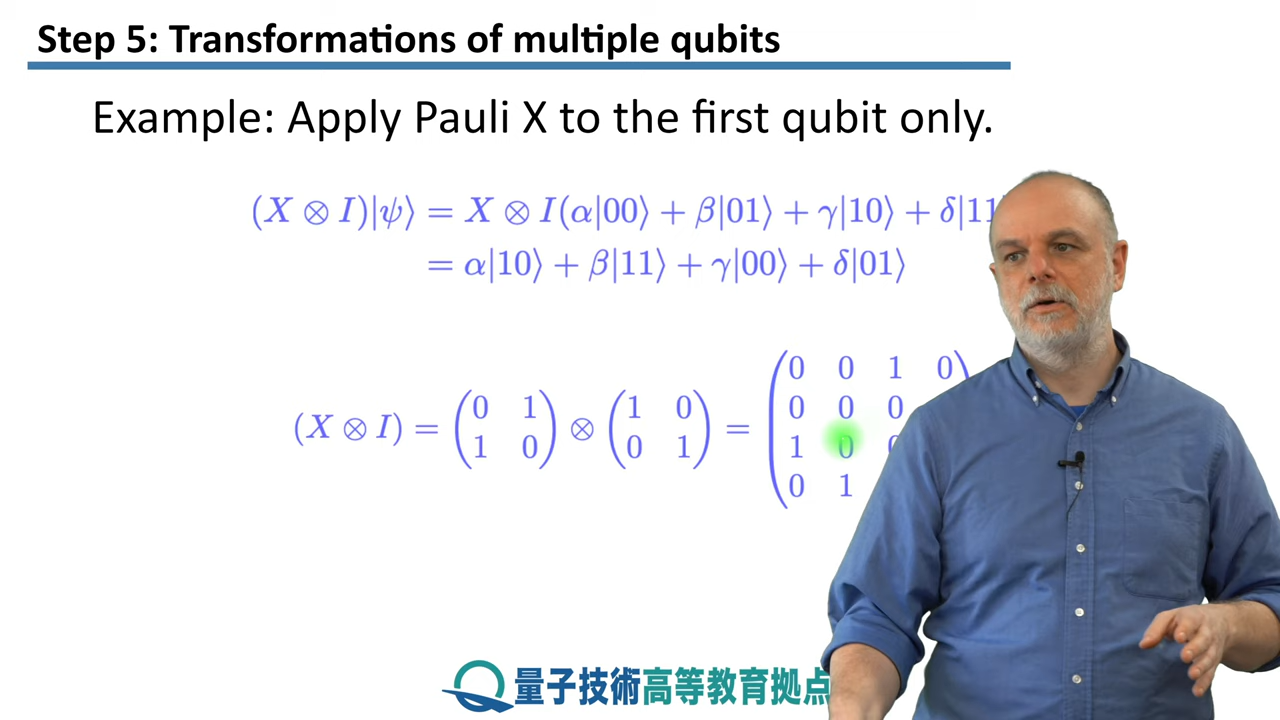 Step 5: Transformations of multiple qubits
Example: Apply Pauli X to the first qubit only.
(X ⊗ I)|ψ⟩ = X ⊗ I(α|00⟩ + β|01⟩ + γ|10⟩ + δ|11
= α|10⟩ + β|11⟩ + γ|00⟩ + δ|01⟩
(X ⊗ I) = (0 1; 1 0) ⊗ (1 0; 0 1) = (0 0 1 0; 0 0 0; 1 0; 0 1
量子技術高等教育拠点